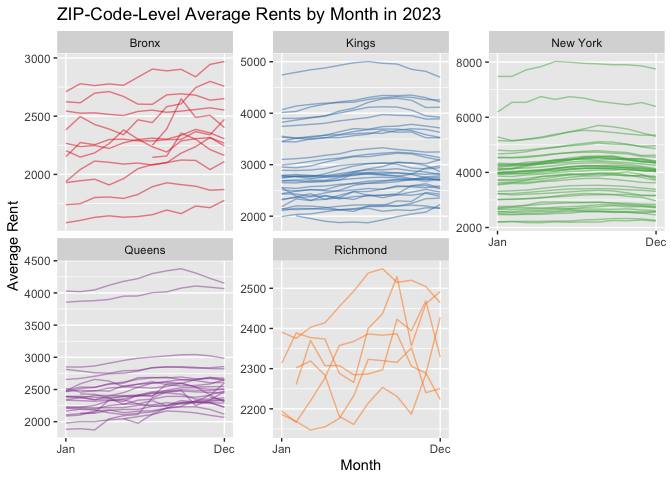 ZIP-Code-Level Average Rents by Month in 2023
Bronx
Kings
New York
3000
2500
2000
5000
4000
3000
2000
8000
6000
4000
2000
Jan
Dec
Queens
Richmond
4500
4000
3500
3000
2500
2000
2500
2400
2300
2200
Jan
Dec
Jan
Dec
Average Rent
Month